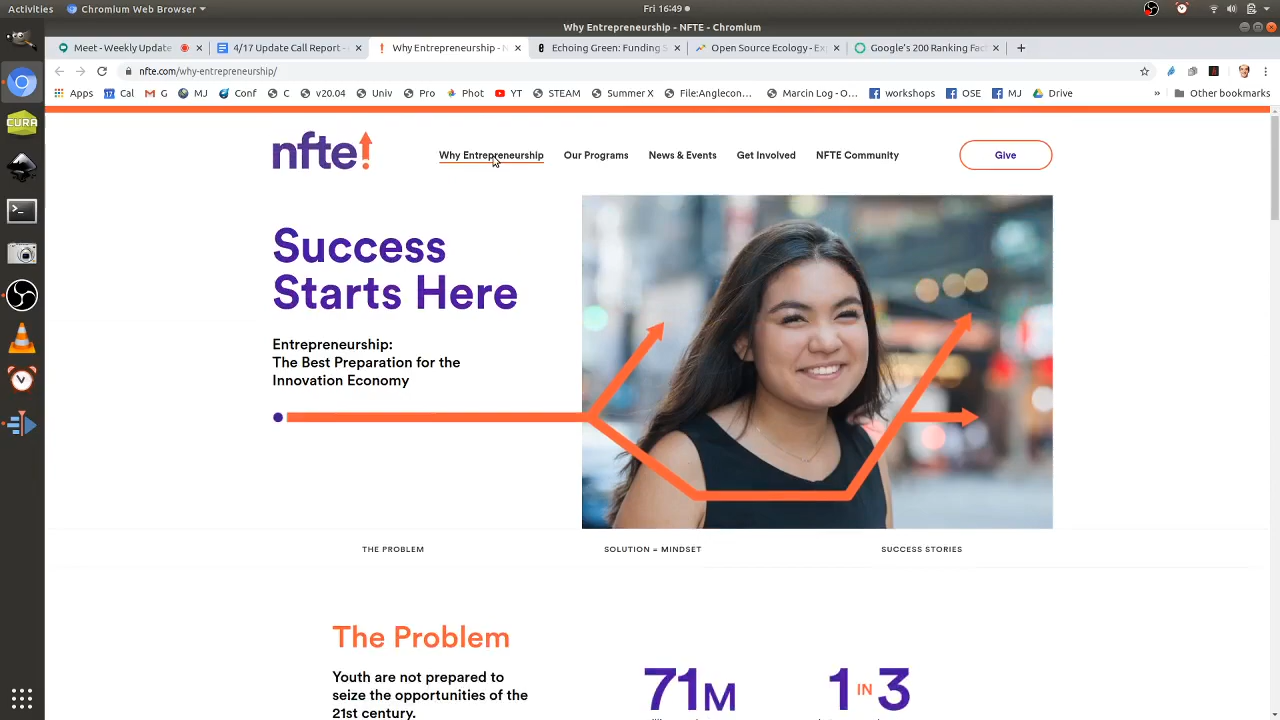 Activities
Chromium Web Browser
Fri 16:49
Why Entrepreneurship - NFTE - Chromium
Meet - Weekly Update
4/17 Update Call Report -
Why Entrepreneurship - N
Echoing Green: Funding S
Open Source Ecology - Ex
Google's 200 Ranking Fac
nfte.com/why-entrepreneurship/
Apps
Cal
G
MJ
Conf
C
v20.04
Univ
Pro
Phot
YT
STEAM
Summer X
File:Anglecon...
Marcin Log - O...
workshops
OSE
MJ
Drive
»
Other bookmarks
nfte!
Why Entrepreneurship
Our Programs
News & Events
Get Involved
NFTE Community
Give
Success
Starts Here
Entrepreneurship:
The Best Preparation for the
Innovation Economy
THE PROBLEM
SOLUTION = MINDSET
SUCCESS STORIES
The Problem
Youth are not prepared to
seize the opportunities of the
21st century.
71M
1 IN 3
CURA